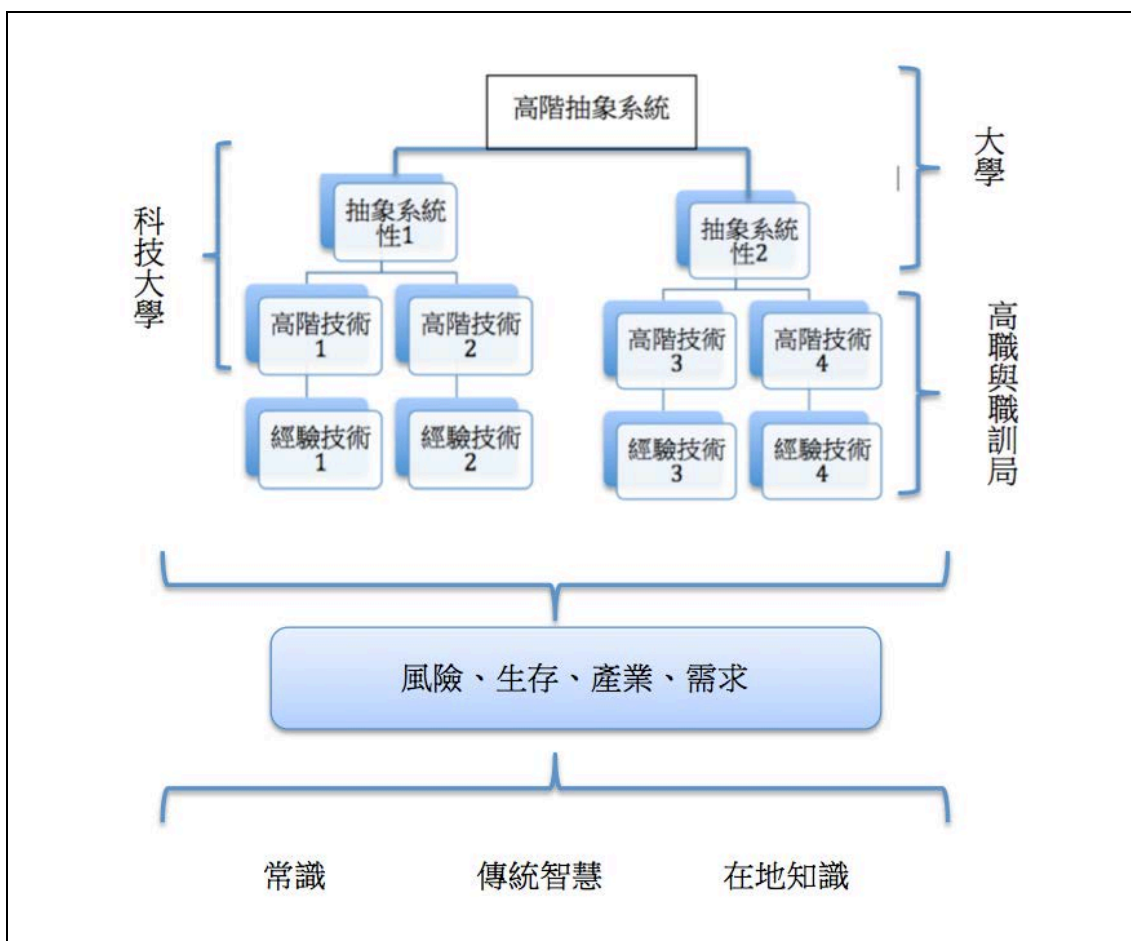 高階抽象系統
大學
科技大學
抽象系統
性1
抽象系統
性2
高階技術
1
高階技術
2
高階技術
3
高階技術
4
高職與職訓局
經驗技術
1
經驗技術
2
經驗技術
3
經驗技術
4
風險、生存、產業、需求
常識
傳統智慧
在地知識